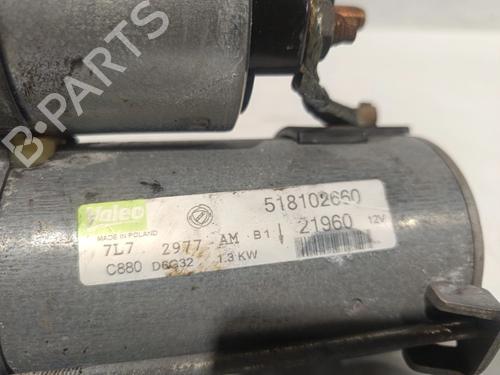 B-PARTS
Valeo
518102660
MADE IN POLAND
7L7 2977 AM B1 21960 12V
C880 D6G32 1.3 KW